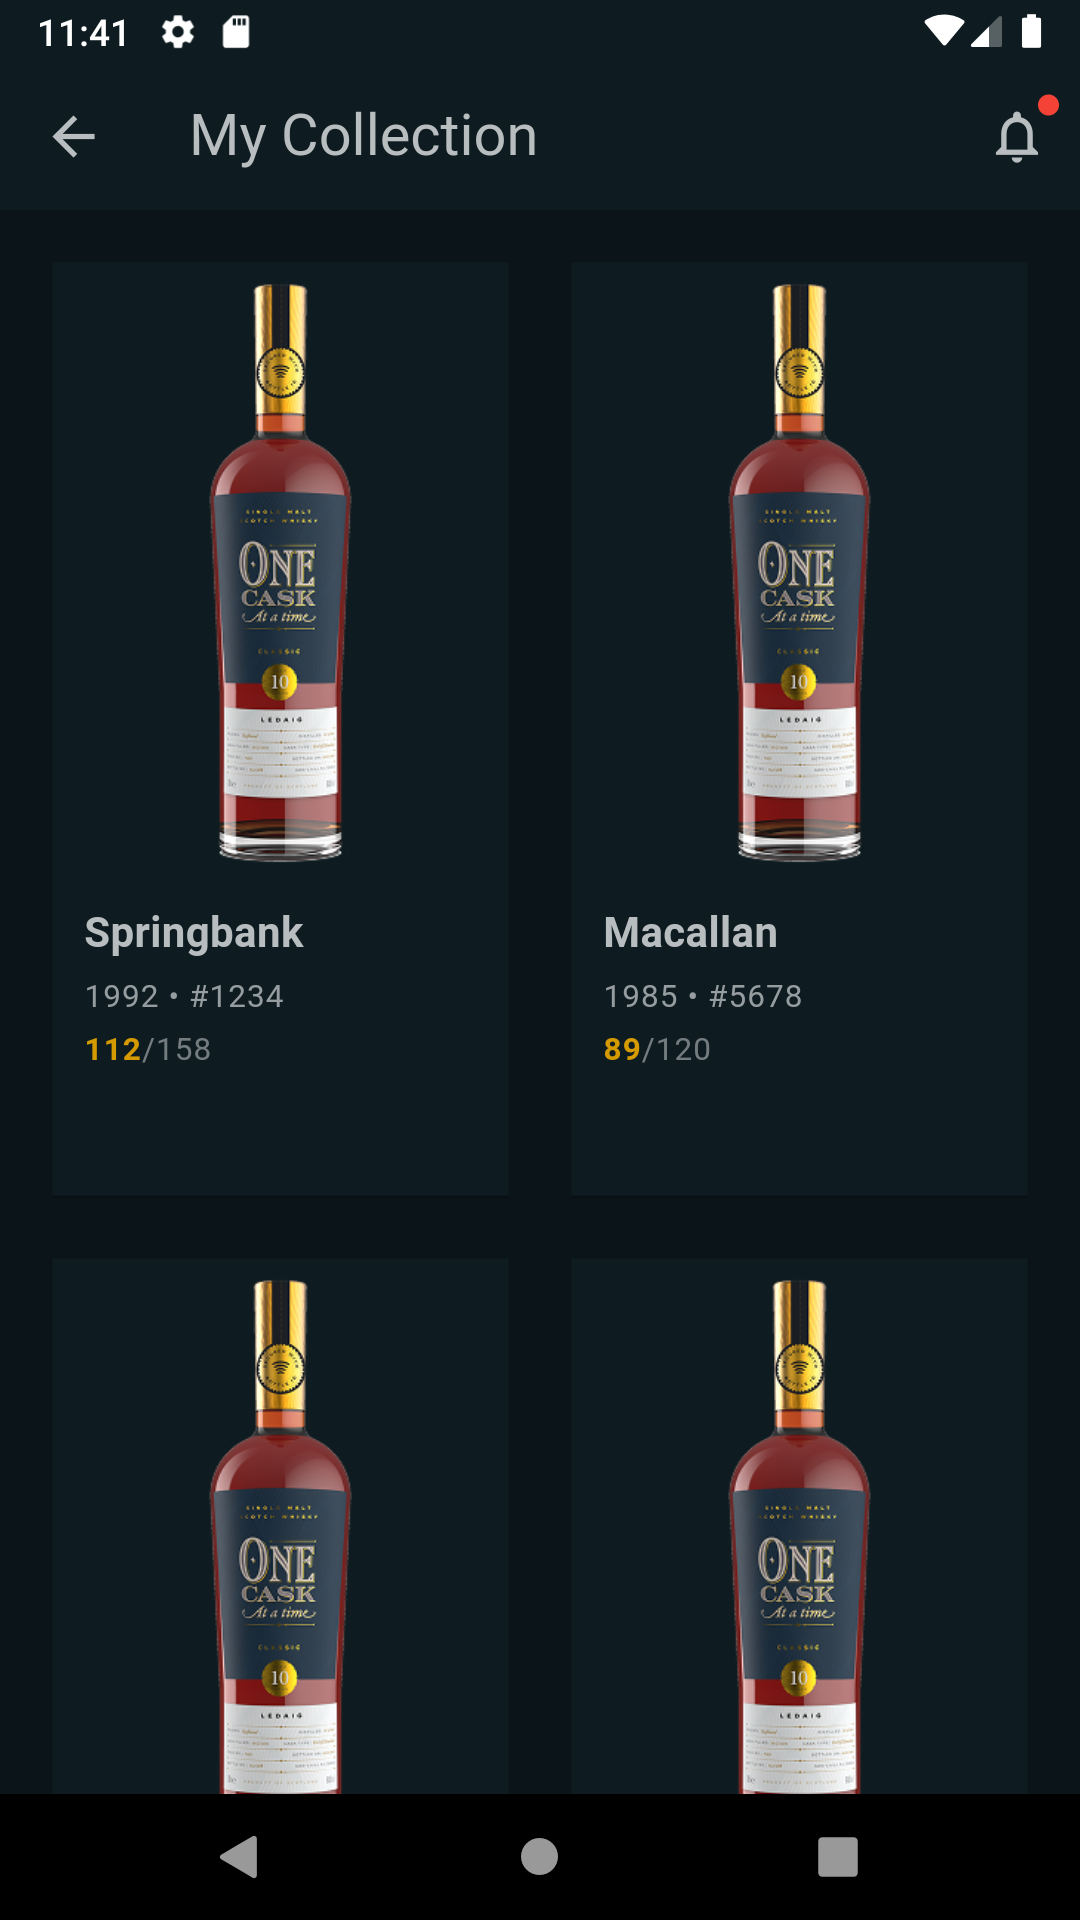 11:41
My Collection
SINGLE MALT
SCOTCH WHISKY
ONE
CASK
At a time
CLASSIC
10
LEDAIG
SINGLE MALT
SCOTCH WHISKY
ONE
CASK
At a time
CLASSIC
10
LEDAIG
Springbank
1992 • #1234
112/158
Macallan
1985 • #5678
89/120
SINGLE MALT
SCOTCH WHISKY
ONE
CASK
At a time
CLASSIC
10
LEDAIG
SINGLE MALT
SCOTCH WHISKY
ONE
CASK
At a time
CLASSIC
10
LEDAIG